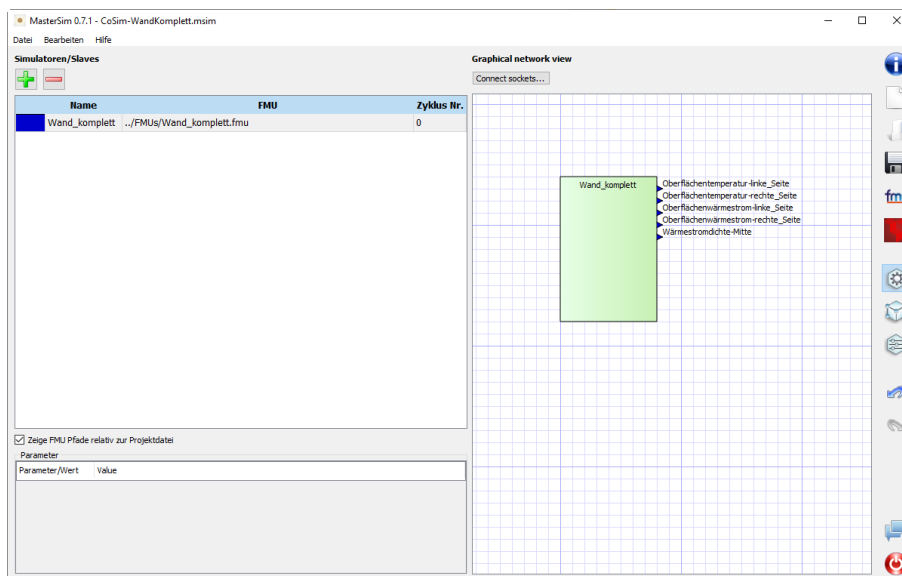 MasterSim 0.7.1 - CoSim-WandKomplett.msim
Datei Bearbeiten Hilfe
Simulatoren/Slaves
Name FMU Zyklus Nr.
Wand_komplett ../FMUs/Wand_komplett.fmu 0
Zeige FMU Pfade relativ zur Projektdatei
Parameter
Parameter/Wert Value
Graphical network view
Connect sockets...
Wand_komplett
Oberflächentemperatur-linke_Seite
Oberflächentemperatur-rechte_Seite
Oberflächenwärmestrom-linke_Seite
Oberflächenwärmestrom-rechte_Seite
Wärmestromdichte-Mitte